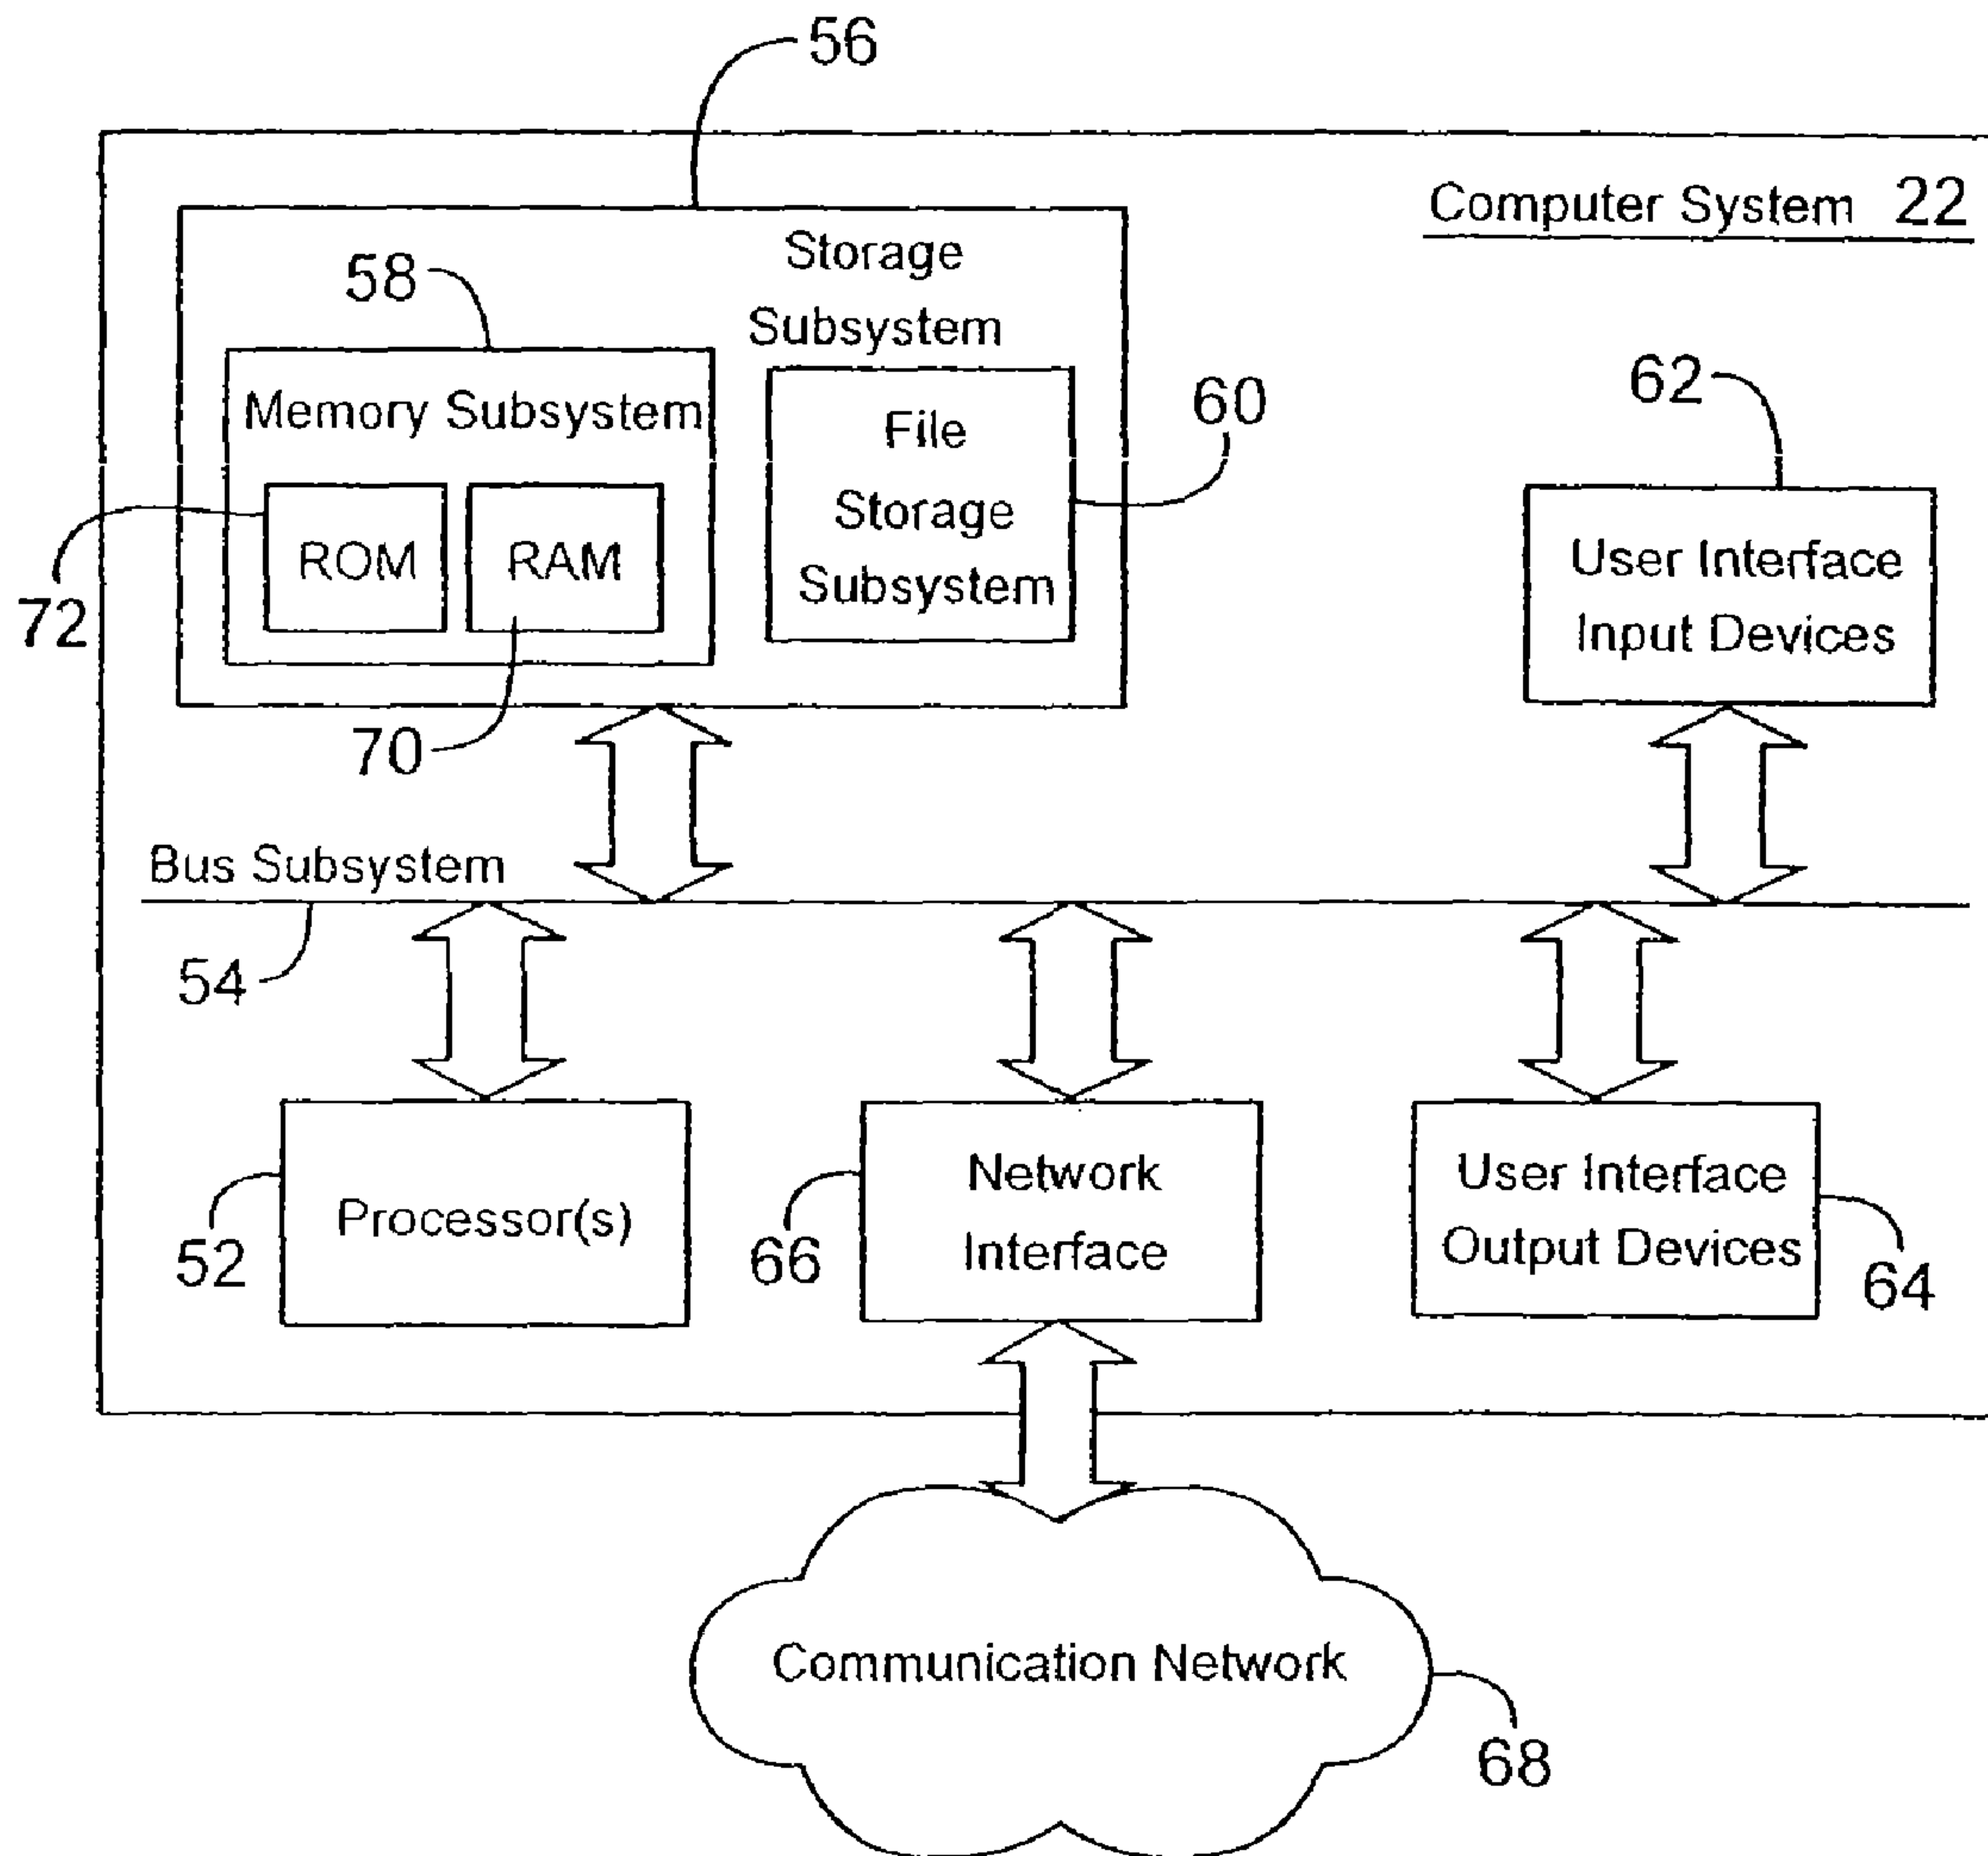 56
Computer System 22
Storage
Subsystem
58
Memory Subsystem
File
Storage
Subsystem
60
62
ROM
RAM
72
70
User Interface
Input Devices
Bus Subsystem
54
Processor(s)
52
Network
Interface
66
User Interface
Output Devices
64
Communication Network
68